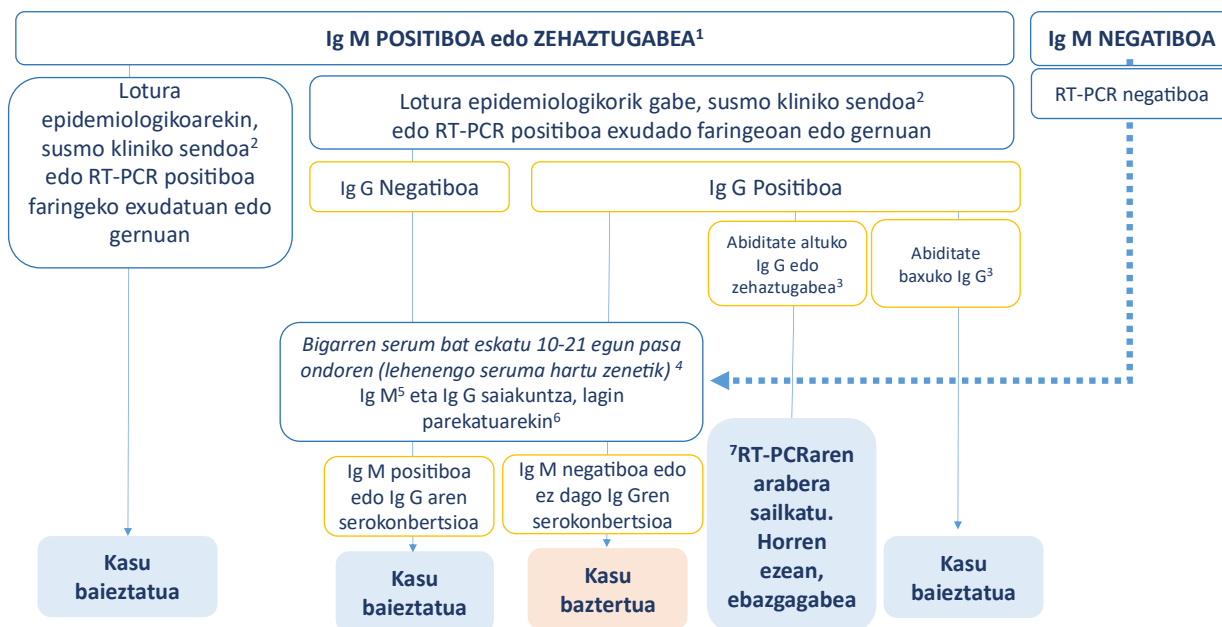 Ig M POSITIBOA edo ZEHAZTUGABEA¹
Ig M NEGATIBOA
Lotura
epidemiologikoarekin,
susmo kliniko sendoa²
edo RT-PCR positiboa
faringeko exudatuan edo
gernuan
Lotura epidemiologikorik gabe, susmo kliniko sendoa²
edo RT-PCR positiboa exudado faringeoan edo gernuan
RT-PCR negatiboa
Ig G Negatiboa
Ig G Positiboa
Abiditate altuko
Ig G edo
zehaztugabea³
Abiditate
baxuko Ig G³
Bigarren serum bat eskatu 10-21 egun pasa
ondoren (lehenengo seruma hartu zenetik) ⁴
Ig M⁵ eta Ig G saiakuntza, lagin
parekatuarekin⁶
Ig M positiboa
edo Ig G aren
serokonbertsioa
Ig M negatiboa edo
ez dago Ig Gren
serokonbertsioa
⁷RT-PCRaren
arabera
sailkatu.
Horren
ezean,
ebazgagabea
Kasu
baieztatua
Kasu
baieztatua
Kasu
baztertua
Kasu
baieztatua